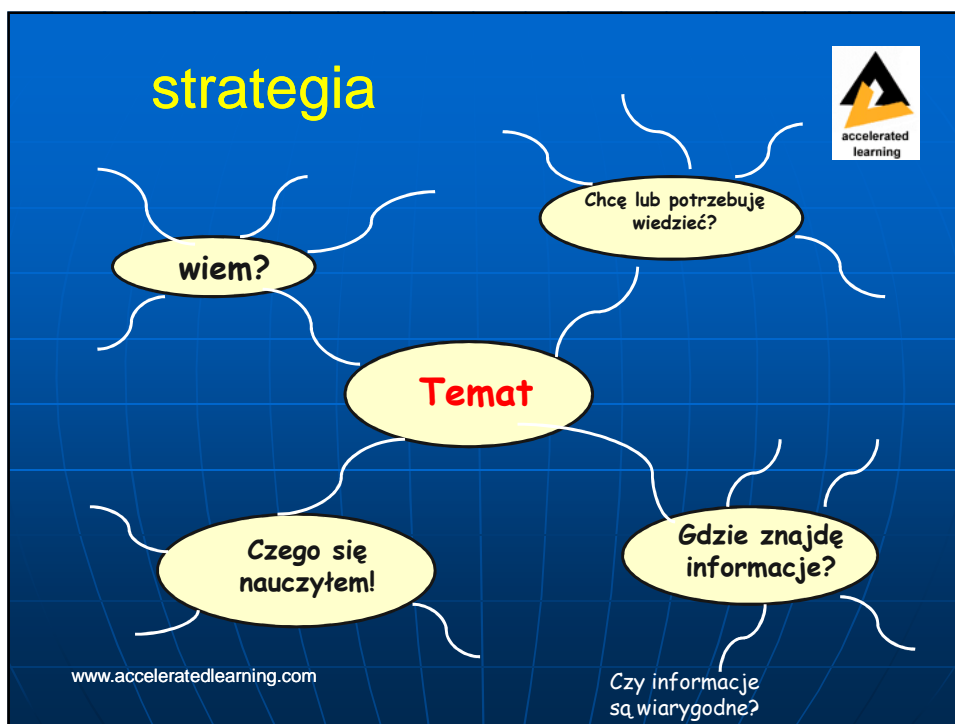 strategia
accelerated
learning
Chcę lub potrzebuję
wiedzieć?
wiem?
Temat
Czego się
nauczyłem!
Gdzie znajdę
informacje?
www.acceleratedlearning.com
Czy informacje
są wiarygodne?